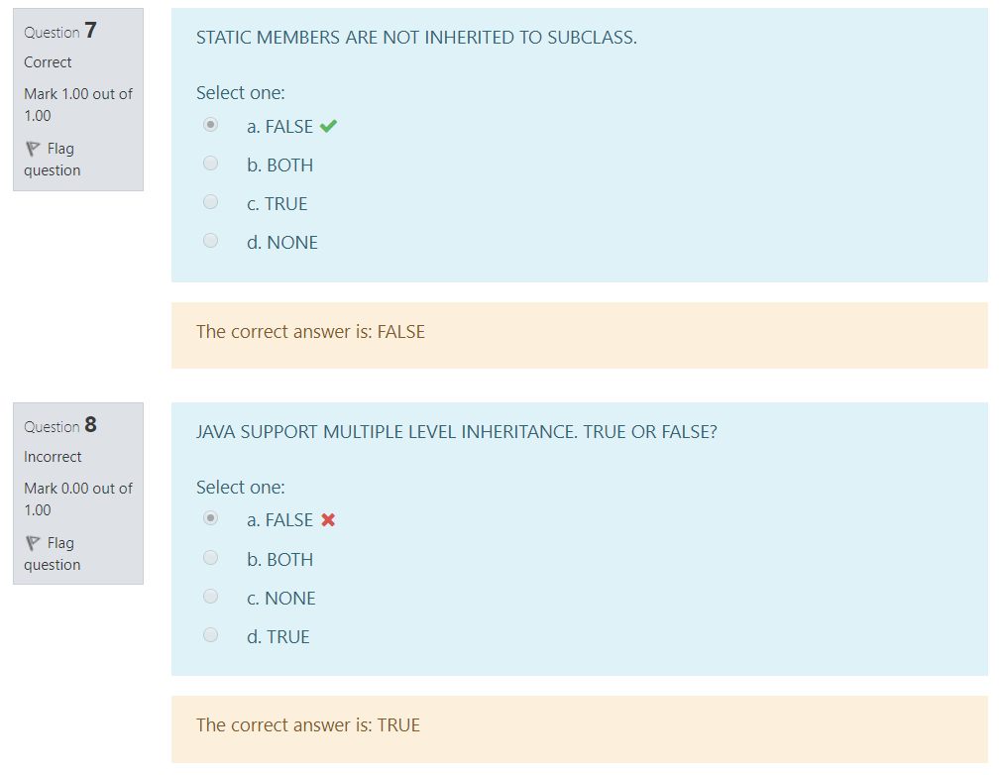 Question 7
Correct
Mark 1.00 out of
1.00
Flag
question
STATIC MEMBERS ARE NOT INHERITED TO SUBCLASS.
Select one:
a. FALSE
b. BOTH
c. TRUE
d. NONE
The correct answer is: FALSE
Question 8
Incorrect
Mark 0.00 out of
1.00
Flag
question
JAVA SUPPORT MULTIPLE LEVEL INHERITANCE. TRUE OR FALSE?
Select one:
a. FALSE
b. BOTH
c. NONE
d. TRUE
The correct answer is: TRUE